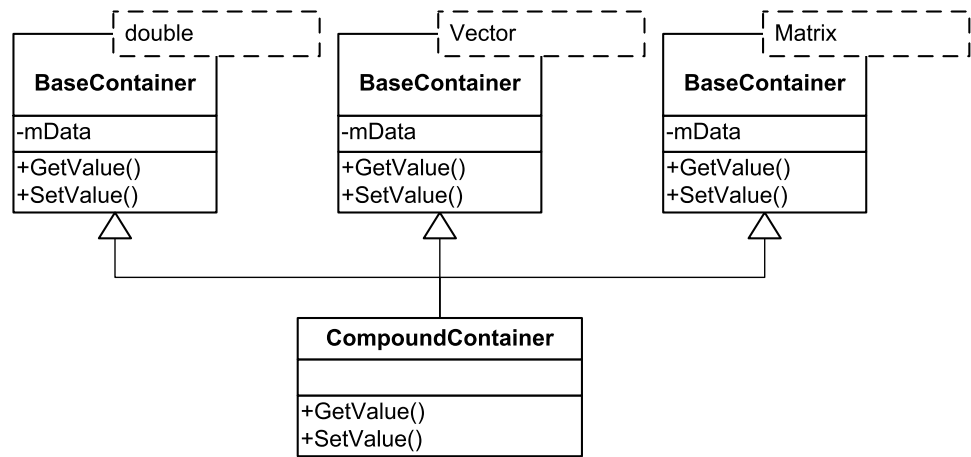 double
BaseContainer
-mData
+GetValue()
+SetValue()
Vector
BaseContainer
-mData
+GetValue()
+SetValue()
Matrix
BaseContainer
-mData
+GetValue()
+SetValue()
CompoundContainer
+GetValue()
+SetValue()